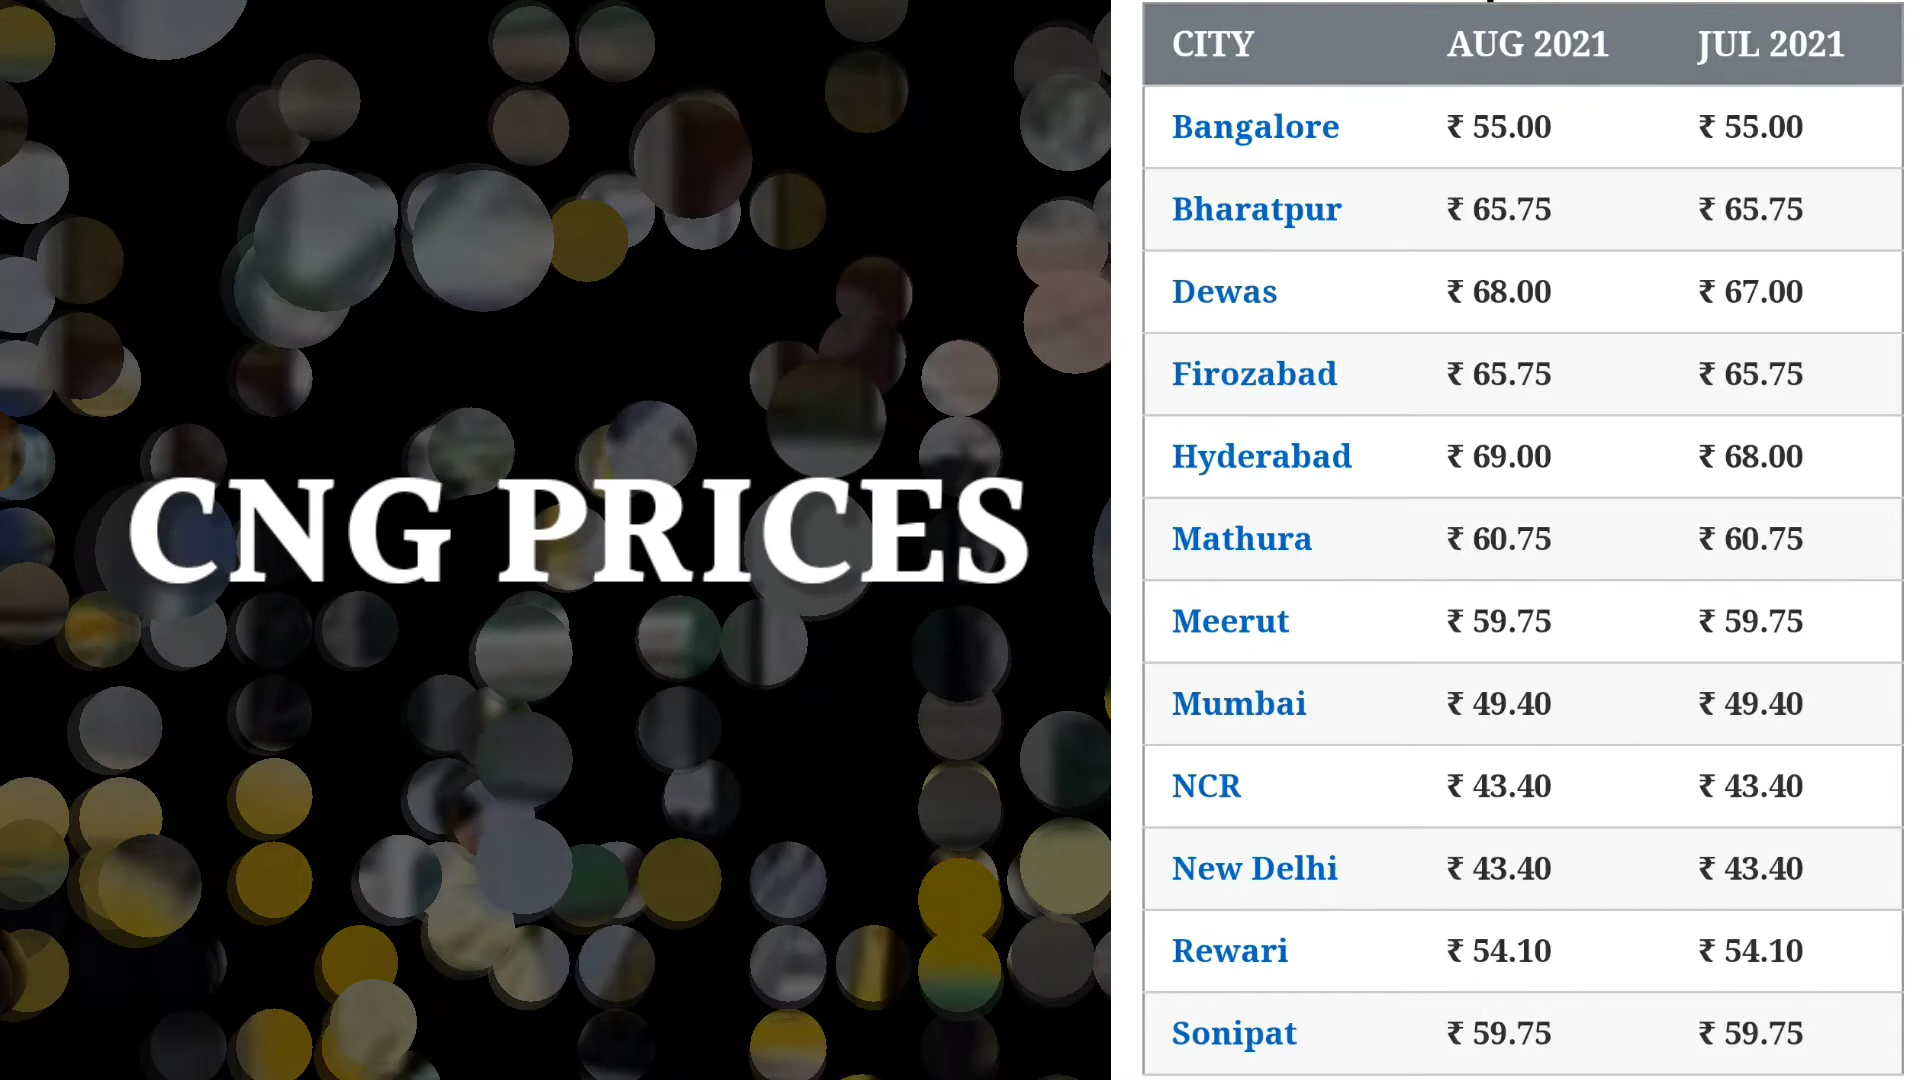 CNG PRICES
CITY AUG 2021 JUL 2021
Bangalore ₹ 55.00 ₹ 55.00
Bharatpur ₹ 65.75 ₹ 65.75
Dewas ₹ 68.00 ₹ 67.00
Firozabad ₹ 65.75 ₹ 65.75
Hyderabad ₹ 69.00 ₹ 68.00
Mathura ₹ 60.75 ₹ 60.75
Meerut ₹ 59.75 ₹ 59.75
Mumbai ₹ 49.40 ₹ 49.40
NCR ₹ 43.40 ₹ 43.40
New Delhi ₹ 43.40 ₹ 43.40
Rewari ₹ 54.10 ₹ 54.10
Sonipat ₹ 59.75 ₹ 59.75